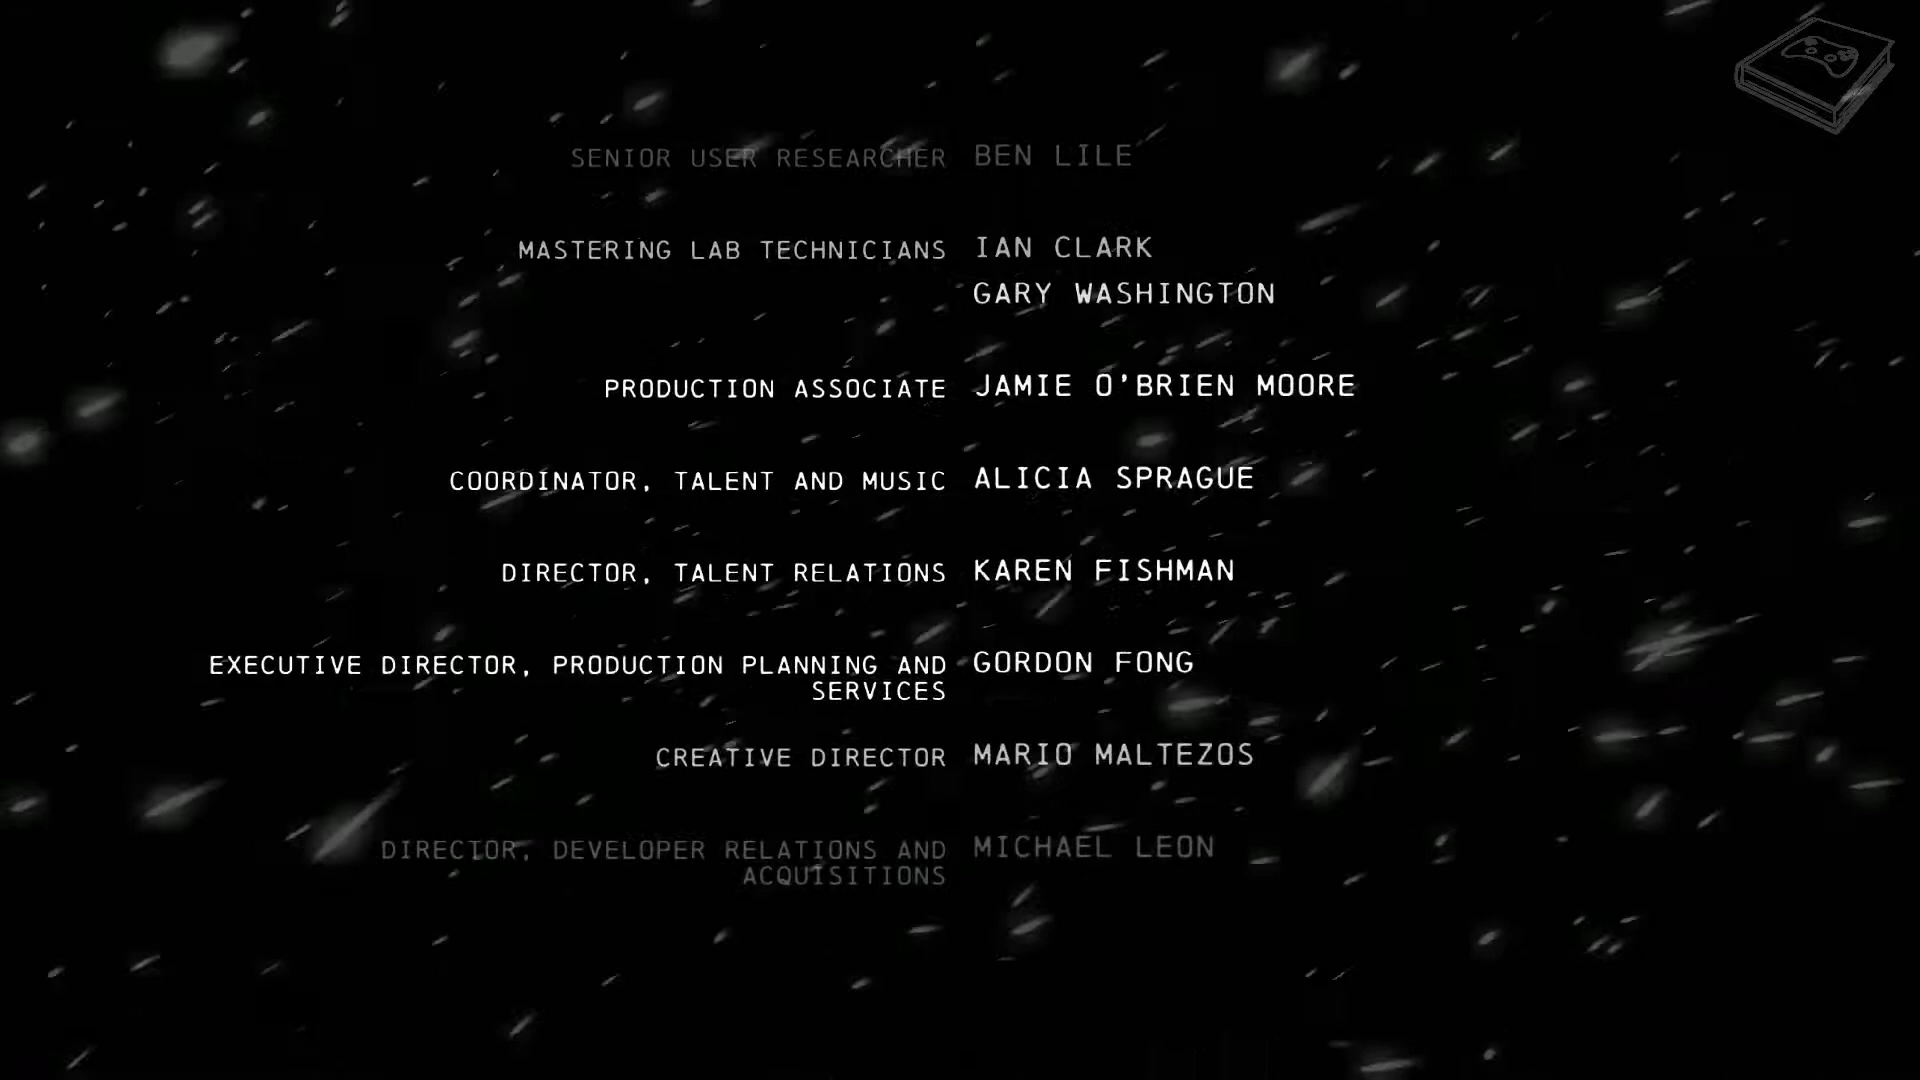 SENIOR USER RESEARCHER BEN LILE
MASTERING LAB TECHNICIANS IAN CLARK
GARY WASHINGTON
PRODUCTION ASSOCIATE JAMIE O'BRIEN MOORE
COORDINATOR, TALENT AND MUSIC ALICIA SPRAGUE
DIRECTOR, TALENT RELATIONS KAREN FISHMAN
EXECUTIVE DIRECTOR, PRODUCTION PLANNING AND GORDON FONG
SERVICES
CREATIVE DIRECTOR MARIO MALTEZOS
DIRECTOR, DEVELOPER RELATIONS AND MICHAEL LEON
ACQUISITIONS